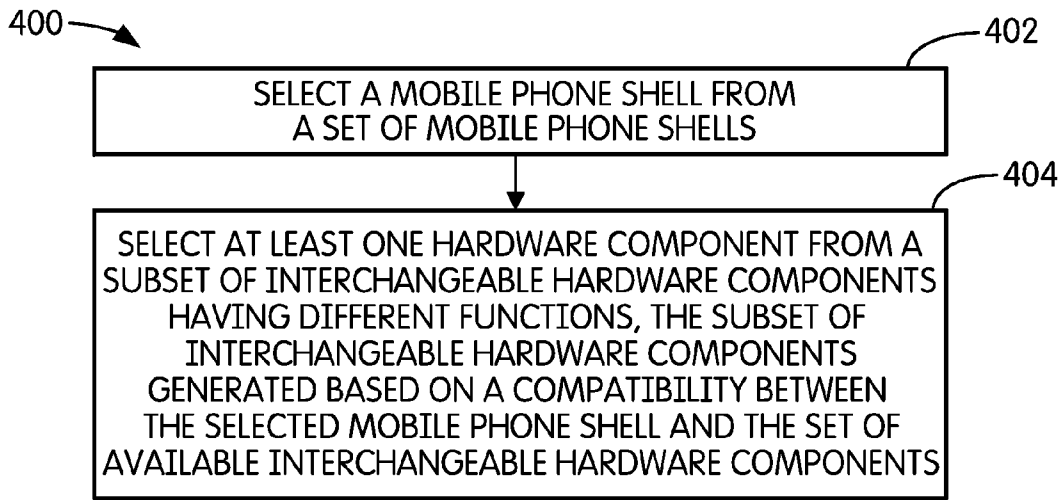 400
402
SELECT A MOBILE PHONE SHELL FROM
A SET OF MOBILE PHONE SHELLS
404
SELECT AT LEAST ONE HARDWARE COMPONENT FROM A
SUBSET OF INTERCHANGEABLE HARDWARE COMPONENTS
HAVING DIFFERENT FUNCTIONS, THE SUBSET OF
INTERCHANGEABLE HARDWARE COMPONENTS
GENERATED BASED ON A COMPATIBILITY BETWEEN
THE SELECTED MOBILE PHONE SHELL AND THE SET OF
AVAILABLE INTERCHANGEABLE HARDWARE COMPONENTS